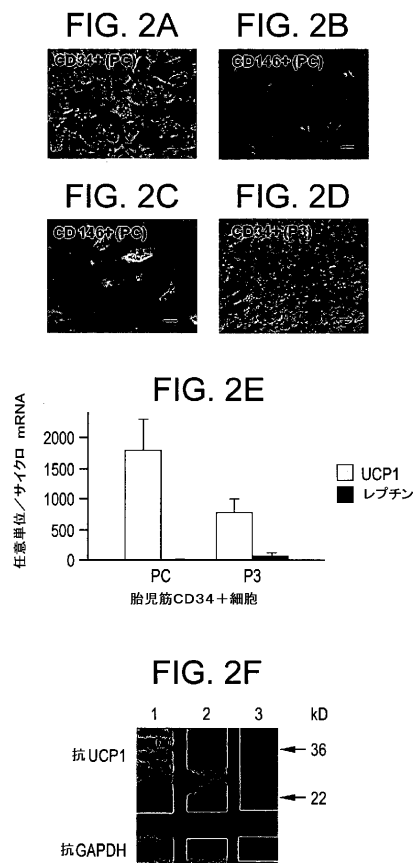 FIG. 2A
FIG. 2B
CD34+(PC)
CD146+(PC)
FIG. 2C
FIG. 2D
CD146+(PC)
CD34+(P3)
FIG. 2E
任意単位/サイクロ mRNA
2000
1500
1000
500
0
PC
P3
胎児筋CD34+細胞
UCP1
レプチン
FIG. 2F
1 2 3 kD
抗UCP1
36
22
抗GAPDH